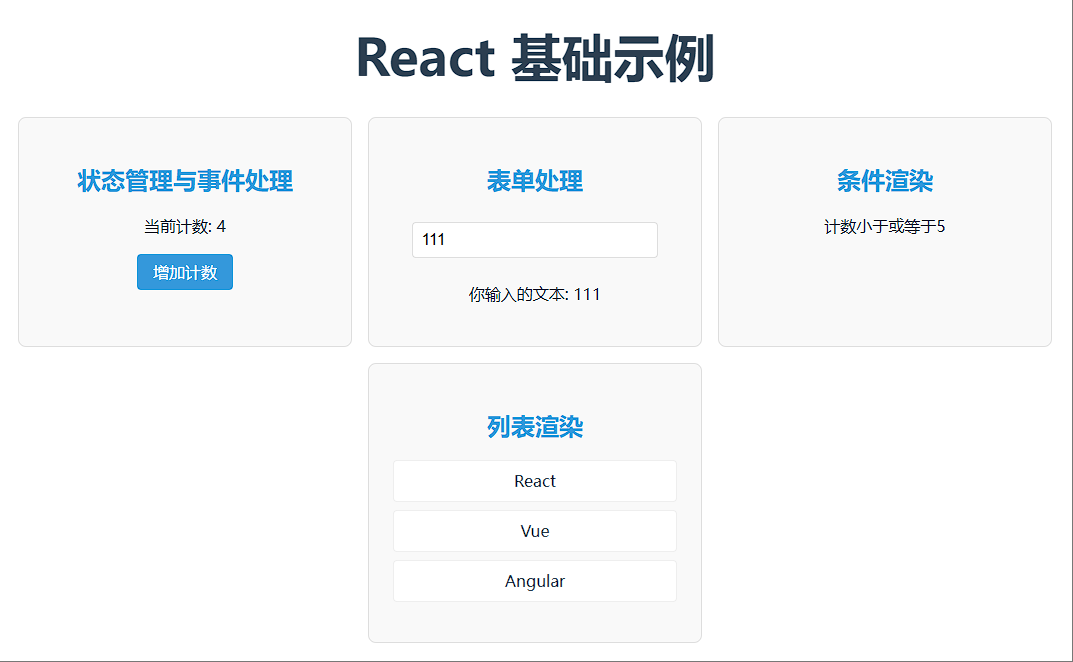 React 基础示例
状态管理与事件处理
当前计数: 4
增加计数
表单处理
111
你输入的文本: 111
条件渲染
计数小于或等于5
列表渲染
React
Vue
Angular